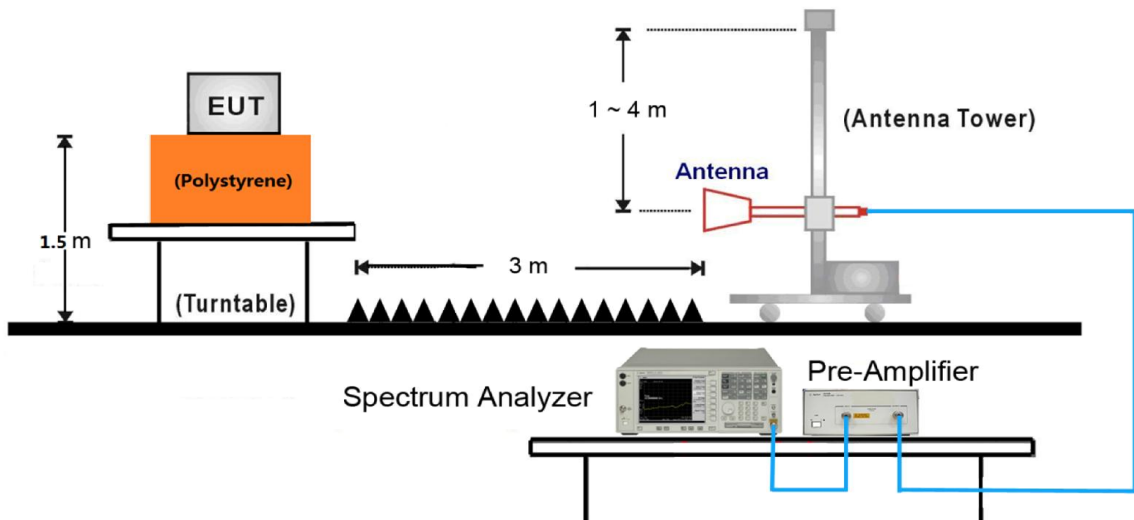 EUT
(Polystyrene)
1.5 m
(Turntable)
3 m
1 ~ 4 m
Antenna
(Antenna Tower)
Spectrum Analyzer
Pre-Amplifier